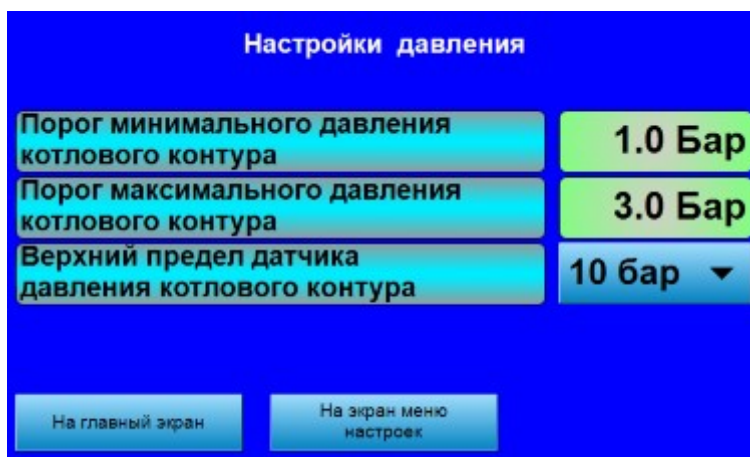 Настройки давления
Порог минимального давления
котлового контура
1.0 Бар
Порог максимального давления
котлового контура
3.0 Бар
Верхний предел датчика
давления котлового контура
10 бар
На главный экран
На экран меню
настроек